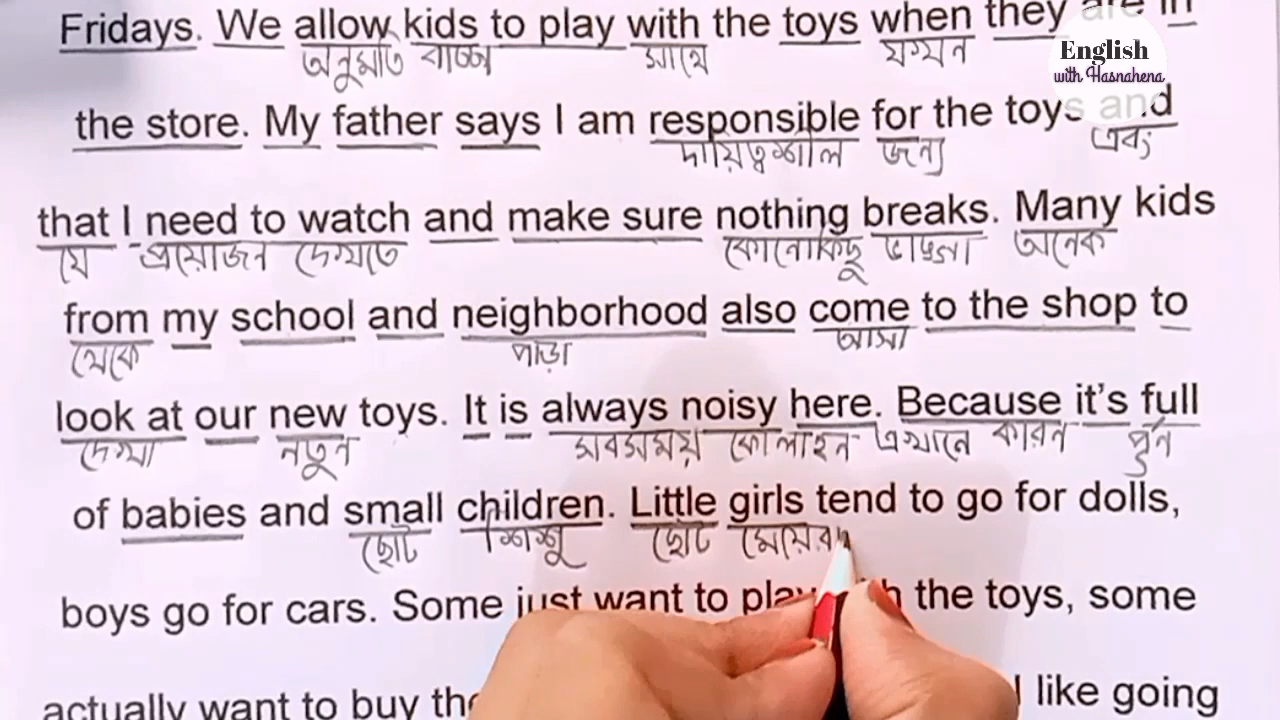 Fridays. We allow kids to play with the toys when they are in
অনুমতি বাচ্চা সাথে যখন
English
with Hasnahena
the store. My father says I am responsible for the toys and
দায়িত্বশীল জন্য এবং
that I need to watch and make sure nothing breaks. Many kids
যে প্রয়োজন দেখতে কোনোকিছু ভাঙ্গেনা অনেক
from my school and neighborhood also come to the shop to
থেকে পাড়া আসা
look at our new toys. It is always noisy here. Because it's full
দেখা নতুন সবসময় কোলাহল এখানে কারন পূর্ন
of babies and small children. Little girls tend to go for dolls,
ছোট শিশু ছোট মেয়েরা
boys go for cars. Some just want to play the toys, some
actually want to buy like going